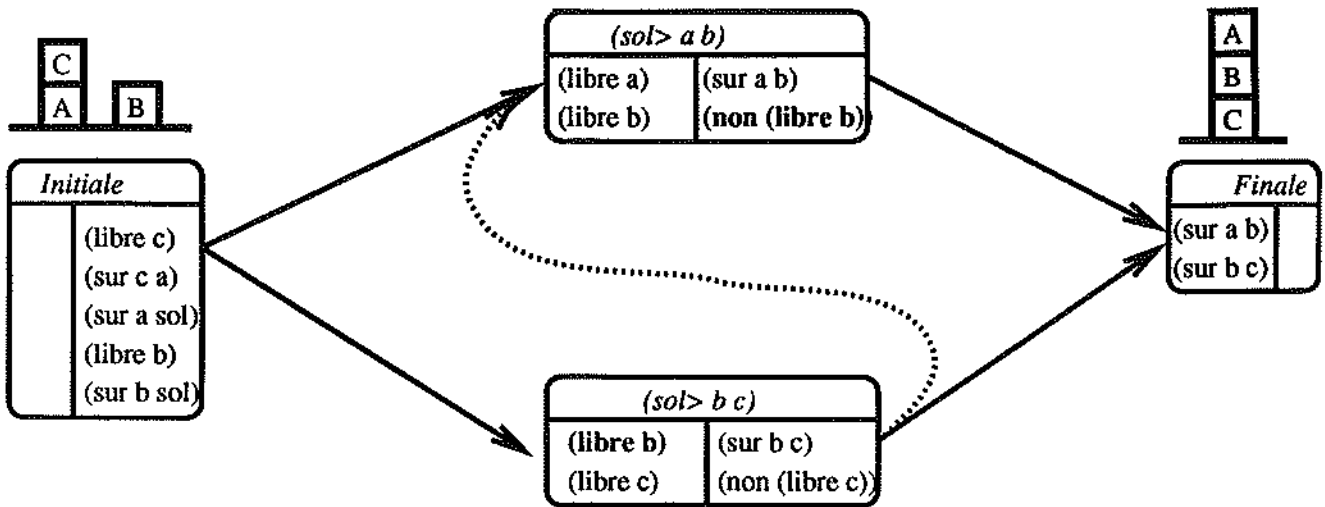 C
A
B
Initiale
(libre c)
(sur c a)
(sur a sol)
(libre b)
(sur b sol)
(sol> a b)
(libre a) (sur a b)
(libre b) (non (libre b)
(sol> b c)
(libre b) (sur b c)
(libre c) (non (libre c))
A
B
C
Finale
(sur a b)
(sur b c)